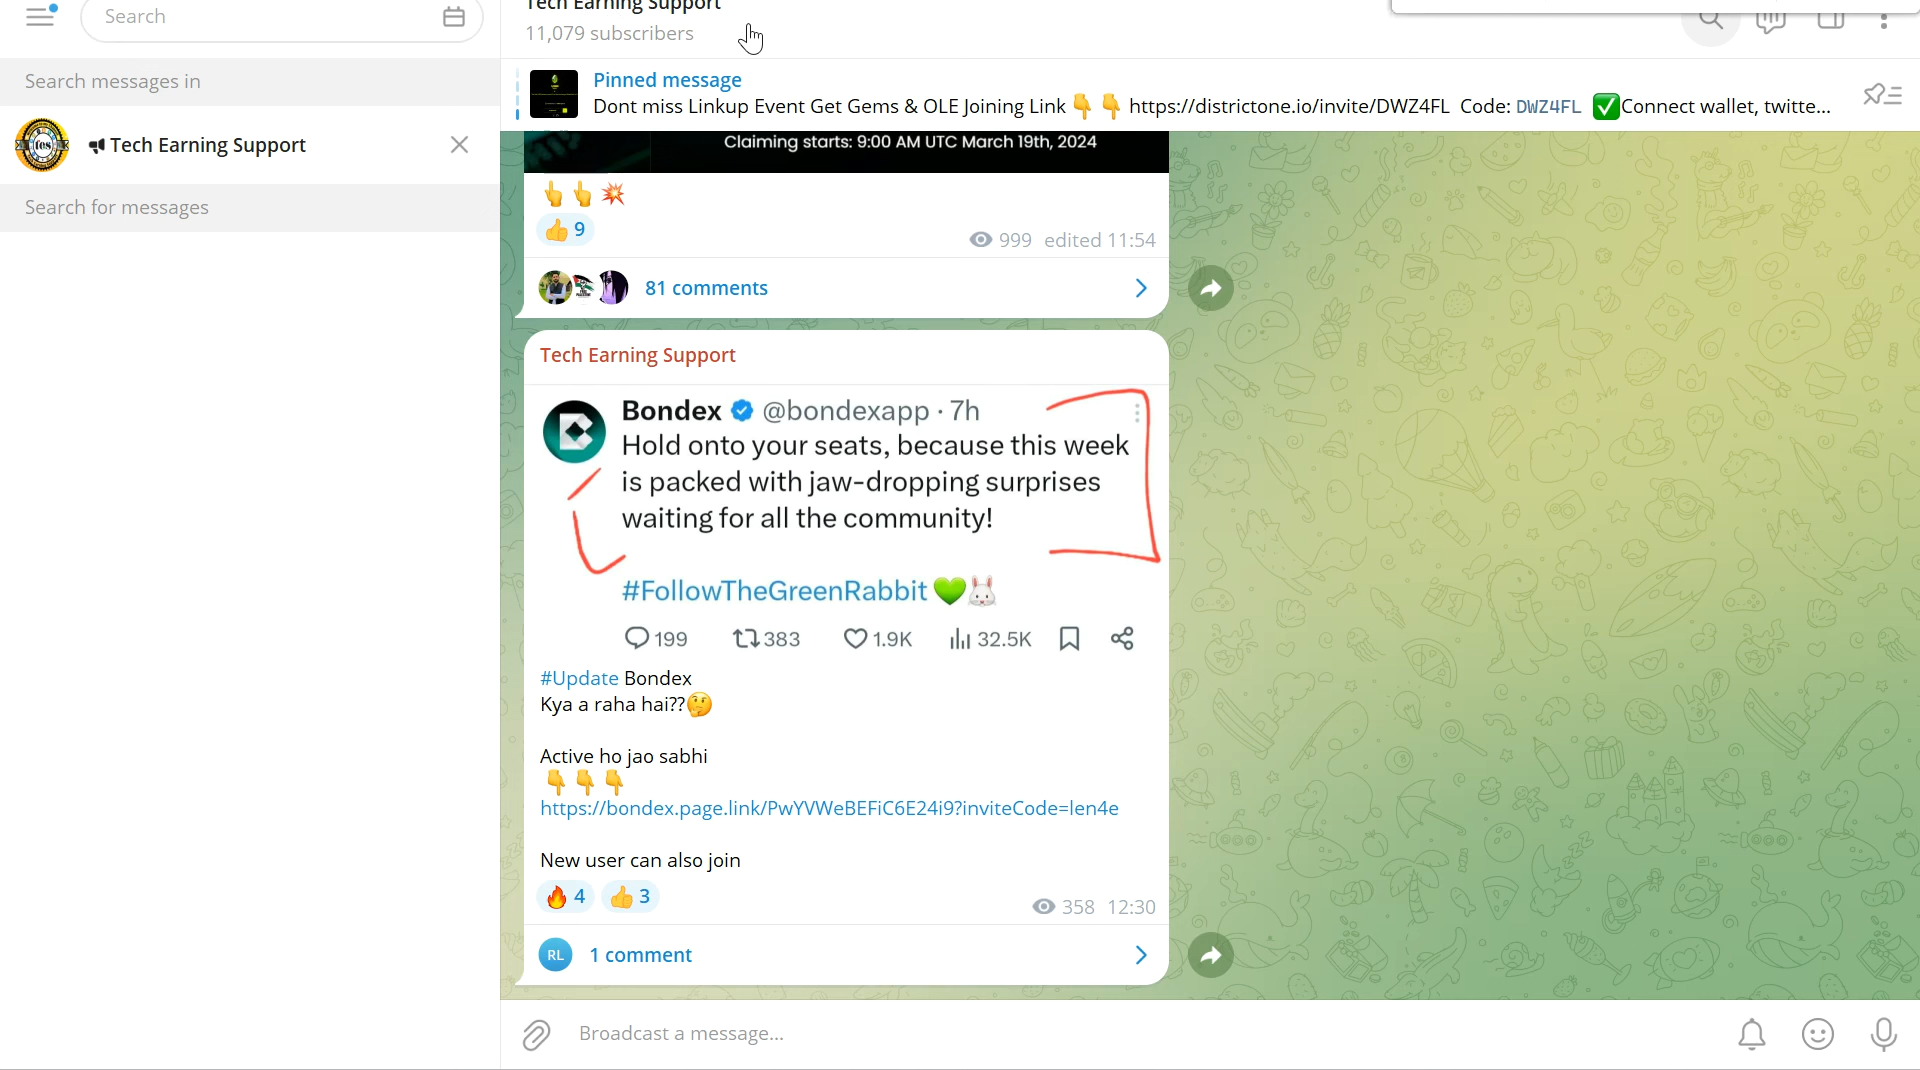 Search
Search messages in
Tech Earning Support
Search for messages
Tech Earning Support
11,079 subscribers
Pinned message
Dont miss Linkup Event Get Gems & OLE Joining Link 👇 👇 https://districtone.io/invite/DWZ4FL Code: DWZ4FL ✅Connect wallet, twitte...
Claiming starts: 9:00 AM UTC March 19th, 2024
👆👆💥
👍 9
999 edited 11:54
81 comments
Tech Earning Support
Bondex @bondexapp · 7h
Hold onto your seats, because this week
is packed with jaw-dropping surprises
waiting for all the community!
#FollowTheGreenRabbit 💚🐰
199 383 1.9K 32.5K
#Update Bondex
Kya a raha hai??🤔
Active ho jao sabhi
👇👇👇
https://bondex.page.link/PwYVWeBEFiC6E24i9?inviteCode=len4e
New user can also join
🔥 4 👍 3
358 12:30
RL 1 comment
Broadcast a message...